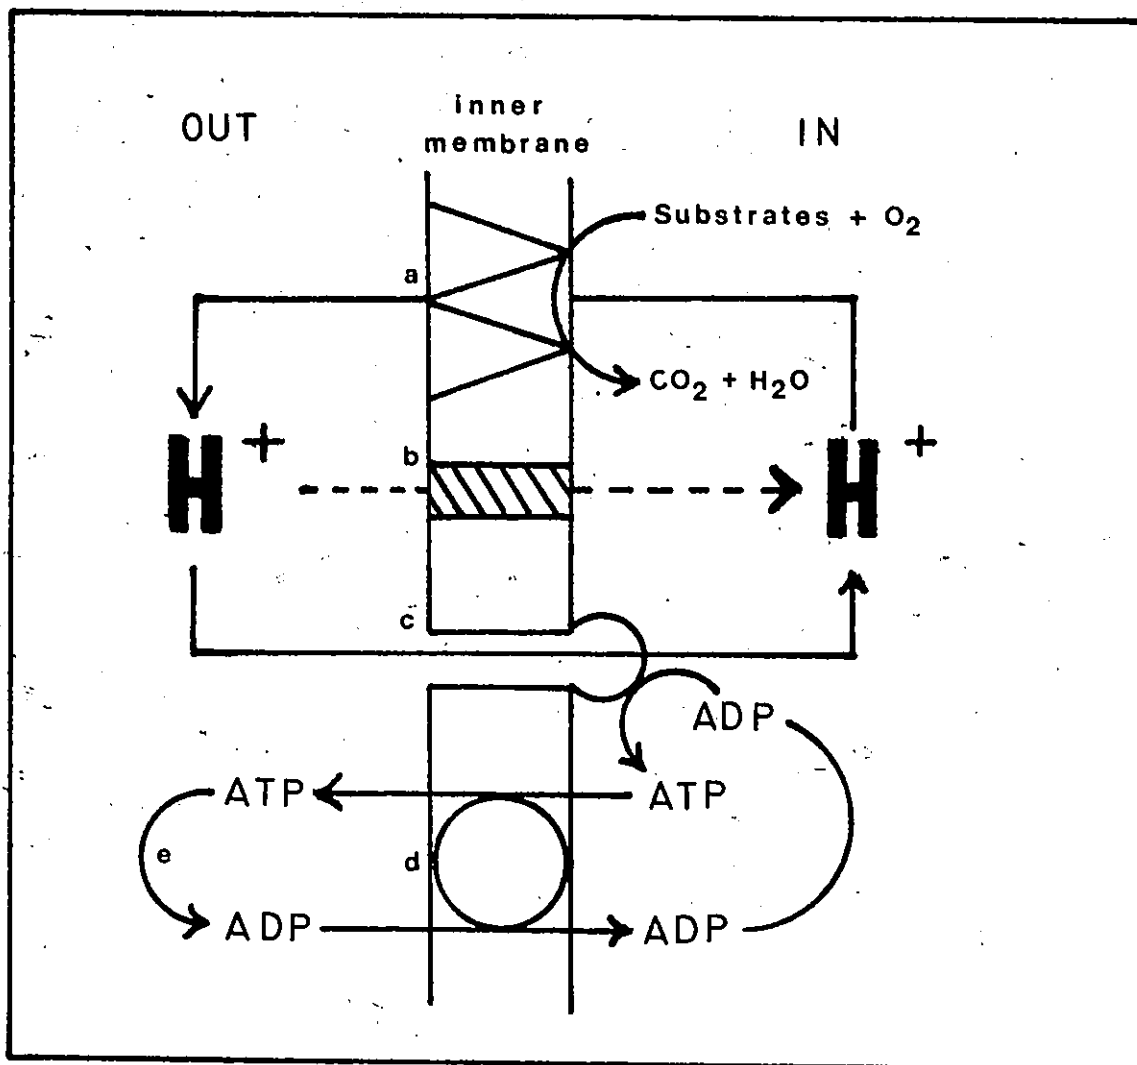 OUT
inner
membrane
IN
Substrates + O₂
a
CO₂ + H₂O
H⁺
b
H⁺
c
ADP
ATP
ATP
e
d
ADP
ADP